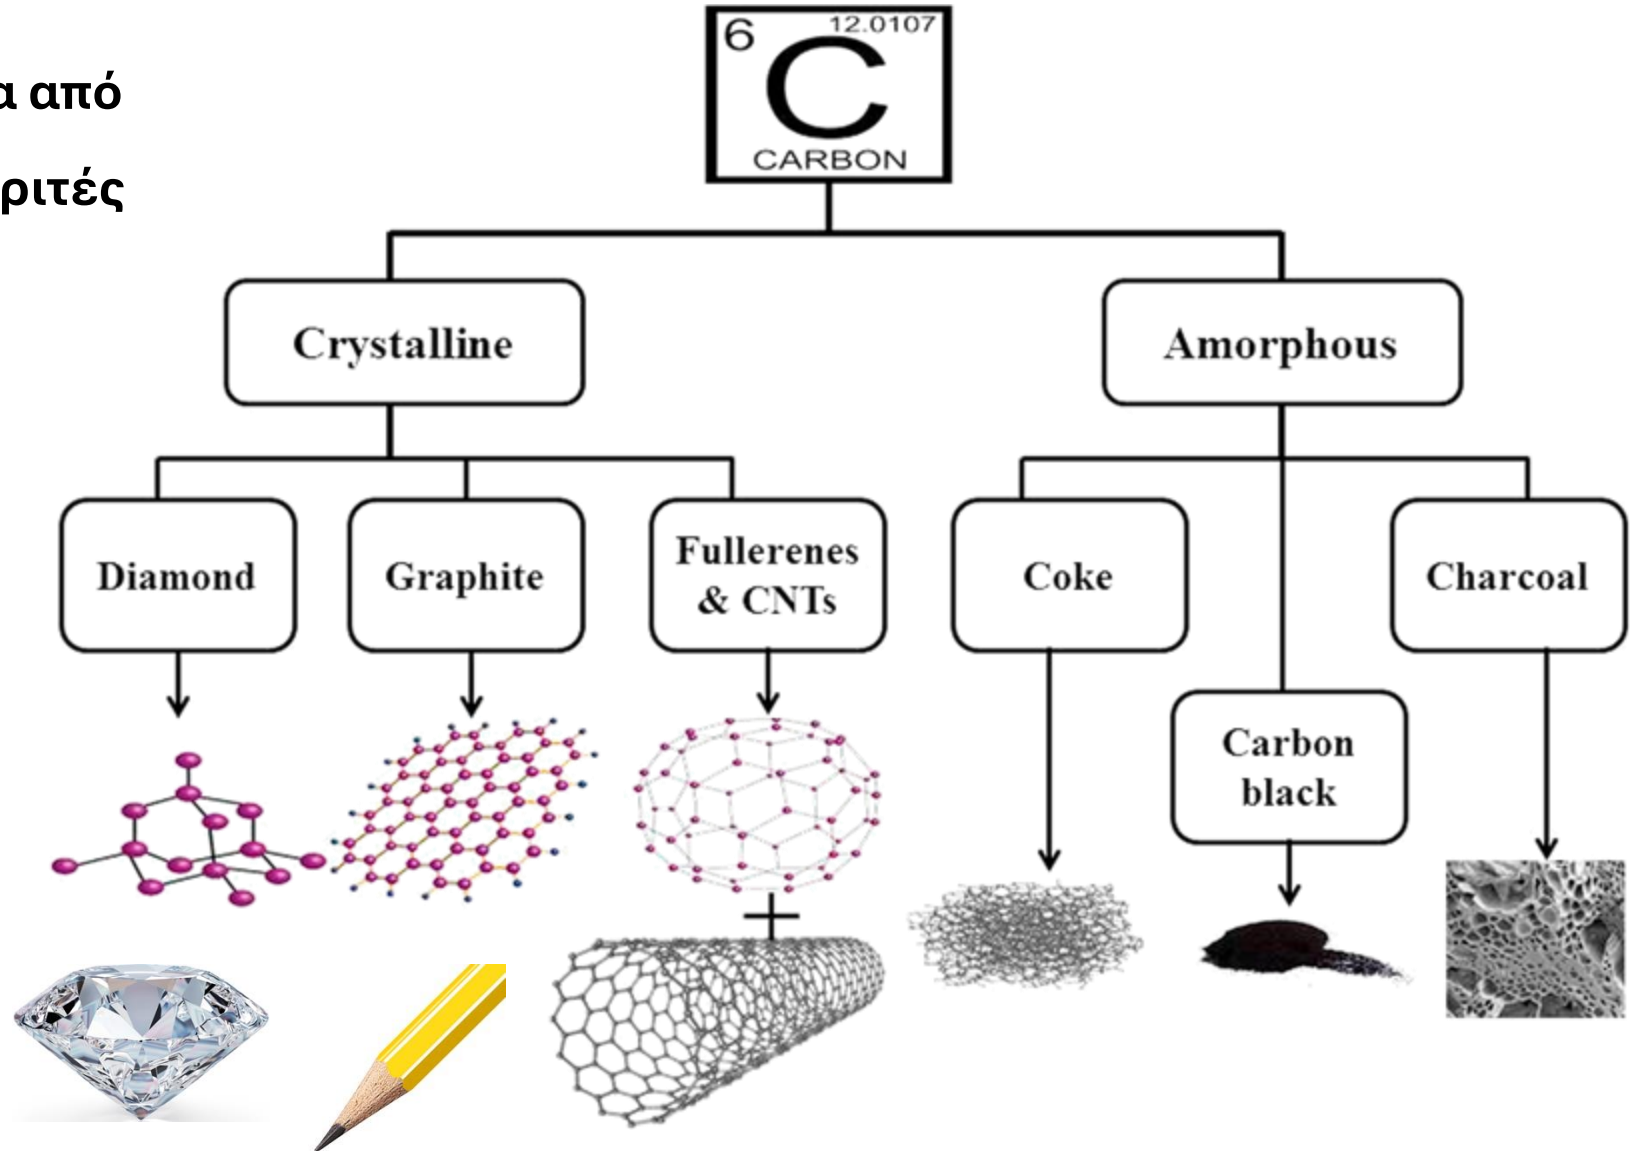 α από
ριτές
6
12.0107
C
CARBON
Crystalline
Amorphous
Diamond
Graphite
Fullerenes
& CNTs
Coke
Charcoal
Carbon
black